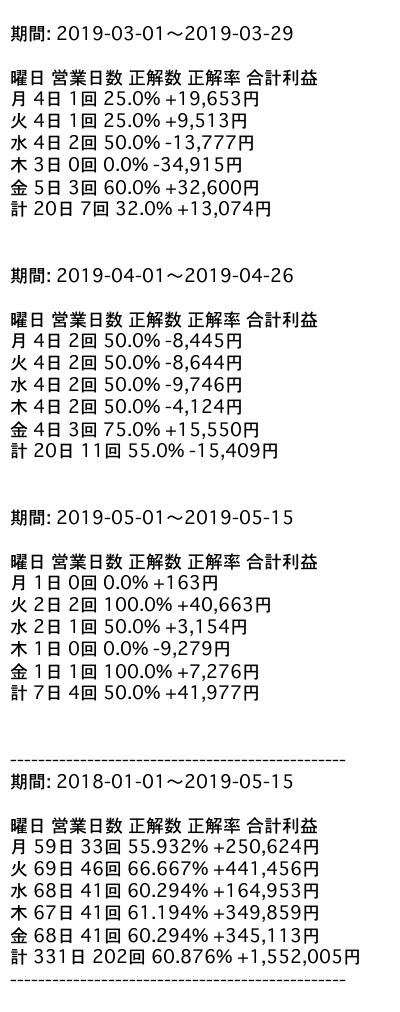 期間: 2019-03-01〜2019-03-29
曜日 営業日数 正解数 正解率 合計利益
月 4日 1回 25.0% +19,653円
火 4日 1回 25.0% +9,513円
水 4日 2回 50.0% -13,777円
木 3日 0回 0.0% -34,915円
金 5日 3回 60.0% +32,600円
計 20日 7回 32.0% +13,074円
期間: 2019-04-01〜2019-04-26
曜日 営業日数 正解数 正解率 合計利益
月 4日 2回 50.0% -8,445円
火 4日 2回 50.0% -8,644円
水 4日 2回 50.0% -9,746円
木 4日 2回 50.0% -4,124円
金 4日 3回 75.0% +15,550円
計 20日 11回 55.0% -15,409円
期間: 2019-05-01〜2019-05-15
曜日 営業日数 正解数 正解率 合計利益
月 1日 0回 0.0% +163円
火 2日 2回 100.0% +40,663円
水 2日 1回 50.0% +3,154円
木 1日 0回 0.0% -9,279円
金 1日 1回 100.0% +7,276円
計 7日 4回 50.0% +41,977円
------------------------------------------------
期間: 2018-01-01〜2019-05-15
曜日 営業日数 正解数 正解率 合計利益
月 59日 33回 55.932% +250,624円
火 69日 46回 66.667% +441,456円
水 68日 41回 60.294% +164,953円
木 67日 41回 61.194% +349,859円
金 68日 41回 60.294% +345,113円
計 331日 202回 60.876% +1,552,005円
------------------------------------------------